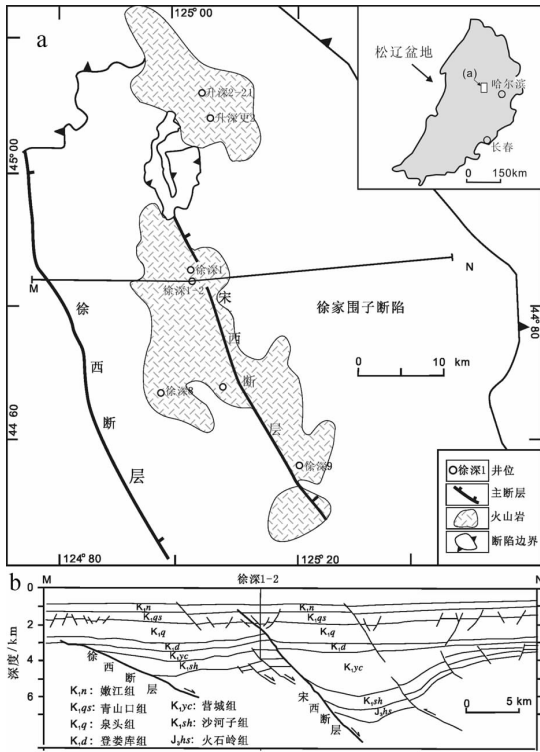 a
125°00
松辽盆地
(a)
哈尔滨
长春
0 150km
升深2-21
升深更2
45°00
徐深1
M
N
徐深1-2
徐家围子断陷
44°80
徐西断层
宋西断层
0 10 km
徐深8
44°60
徐深9
徐深1 井位
主断层
火山岩
断陷边界
124°80
125°20
b
M 徐深1-2 N
深度/km
0
2
4
6
K₁n
K₁n
K₁qs
K₁qs
K₁q
K₁q
K₁d
K₁d
K₁yc
K₁yc
K₁sh
K₁sh
J₃hs
徐西断层
宋西断层
K₁n: 嫩江组
K₁yc: 营城组
K₁qs: 青山口组
K₁sh: 沙河子组
K₁q: 泉头组
J₃hs: 火石岭组
K₁d: 登娄库组
5 km